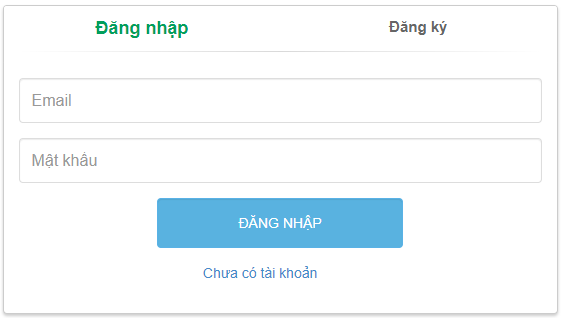 Đăng nhập Đăng ký
Email
Mật khẩu
ĐĂNG NHẬP
Chưa có tài khoản